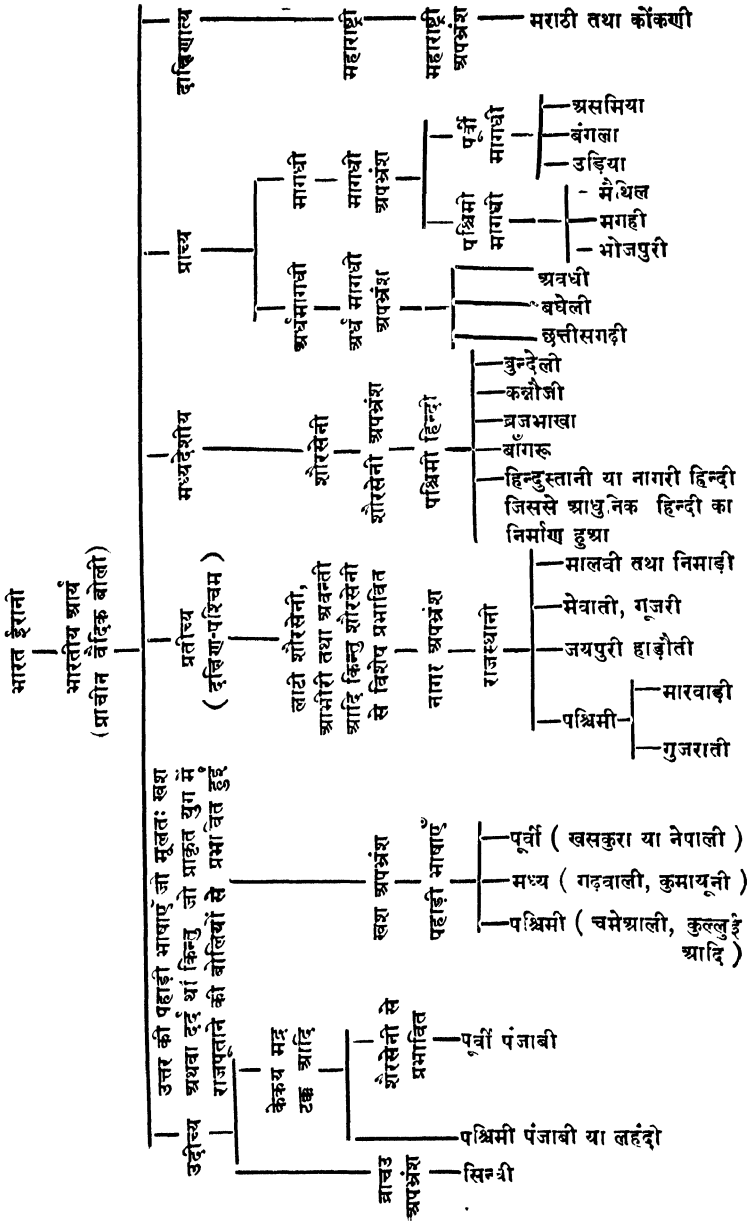 भारत ईरानी
भारतीय आर्य
(प्राचीन वैदिक बोली)
उदीच्य
ब्राचउ
अपभ्रंश
सिन्धी
केकय मद्र
टक्क आदि
पश्चिमी पंजाबी या लहंदी
शौरसेनी से
प्रभावित
पूर्वी पंजाबी
उत्तर की पहाड़ी भाषाएँ जो मूलतः खश
अथवा दर्द थीं किन्तु जो प्राकृत युग में
राजपूताने की बोलियों से प्रभावित हुई
खश अपभ्रंश
पहाड़ी भाषाएँ
पूर्वी ( खसकुरा या नेपाली )
मध्य ( गढ़वाली, कुमायूनी )
पश्चिमी ( चमेआली, कुल्लुई
आदि )
प्रतीच्य
( दक्षिण-पश्चिम )
लाटी शौरसेनी,
आभीरी तथा अवन्ती
आदि किन्तु शौरसेनी
से विशेष प्रभावित
नागर अपभ्रंश
राजस्थानी
मालवी तथा निमाड़ी
मेवाती, गूजरी
जयपुरी हाड़ौती
पश्चिमी
मारवाड़ी
गुजराती
मध्यदेशीय
शौरसेनी
शौरसेनी अपभ्रंश
पश्चिमी हिन्दी
बुन्देली
कन्नौजी
ब्रजभाखा
बाँगरू
हिन्दुस्तानी या नागरी हिन्दी
जिससे आधुनिक हिन्दी का
निर्माण हुआ
प्राच्य
अर्धमागधी
अर्ध मागधी
अपभ्रंश
अवधी
बघेली
छत्तीसगढ़ी
मागधी
मागधी
अपभ्रंश
पश्चिमी
मागधी
मैथिल
मगही
भोजपुरी
पूर्वी
मागधी
असमिया
बंगला
उड़िया
दाक्षिणात्य
महाराष्ट्री
महाराष्ट्री
अपभ्रंश
मराठी तथा कोंकणी